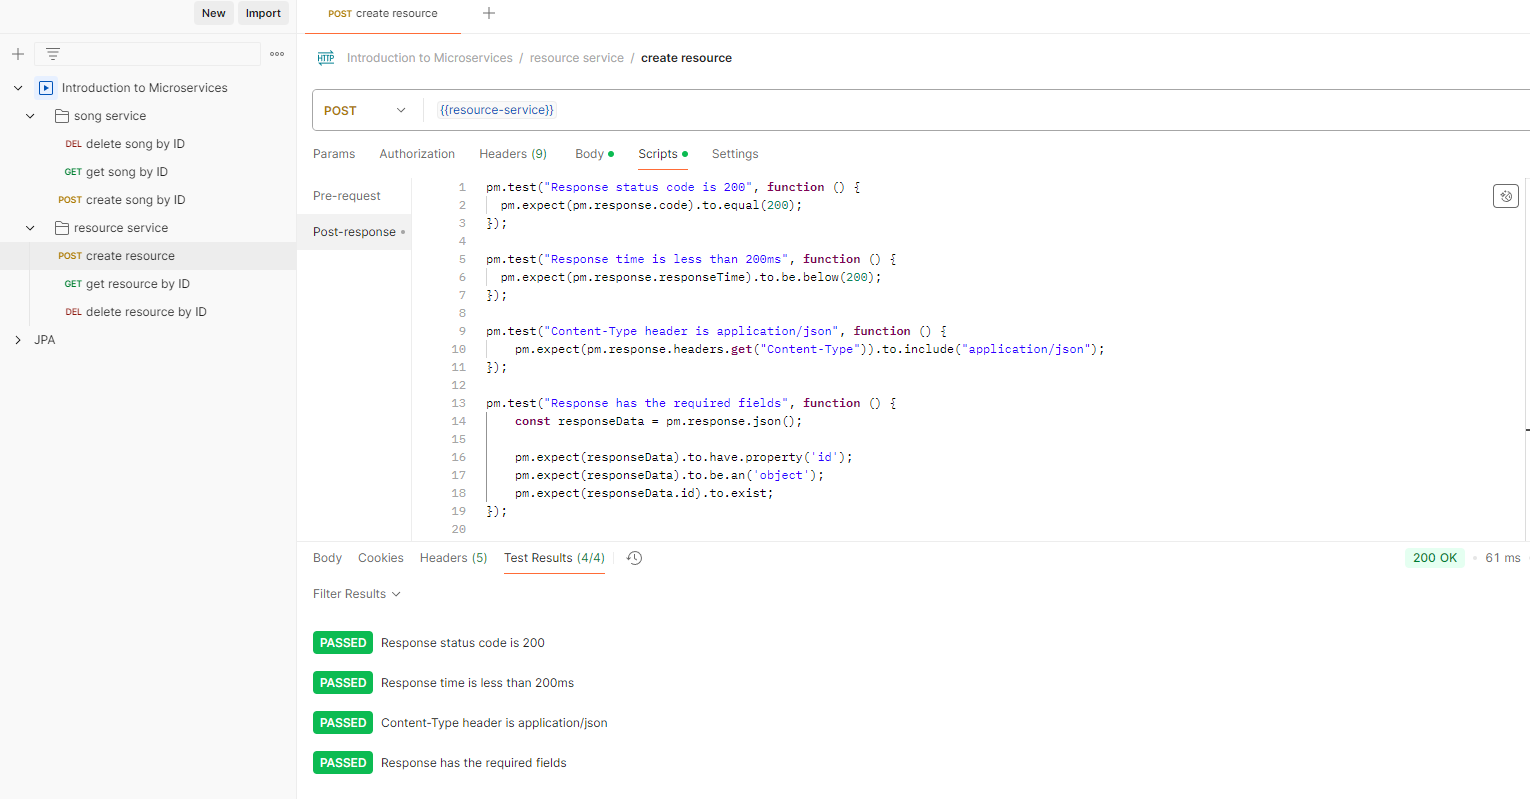 New Import
POST create resource
Introduction to Microservices
song service
DEL delete song by ID
GET get song by ID
POST create song by ID
resource service
POST create resource
GET get resource by ID
DEL delete resource by ID
JPA
HTTP Introduction to Microservices / resource service / create resource
POST {{resource-service}}
Params Authorization Headers (9) Body Scripts Settings
Pre-request
Post-response
1 pm.test("Response status code is 200", function () {
2 pm.expect(pm.response.code).to.equal(200);
3 });
4
5 pm.test("Response time is less than 200ms", function () {
6 pm.expect(pm.response.responseTime).to.be.below(200);
7 });
8
9 pm.test("Content-Type header is application/json", function () {
10 pm.expect(pm.response.headers.get("Content-Type")).to.include("application/json");
11 });
12
13 pm.test("Response has the required fields", function () {
14 const responseData = pm.response.json();
15
16 pm.expect(responseData).to.have.property('id');
17 pm.expect(responseData).to.be.an('object');
18 pm.expect(responseData.id).to.exist;
19 });
20
Body Cookies Headers (5) Test Results (4/4) 200 OK 61 ms
Filter Results
PASSED Response status code is 200
PASSED Response time is less than 200ms
PASSED Content-Type header is application/json
PASSED Response has the required fields